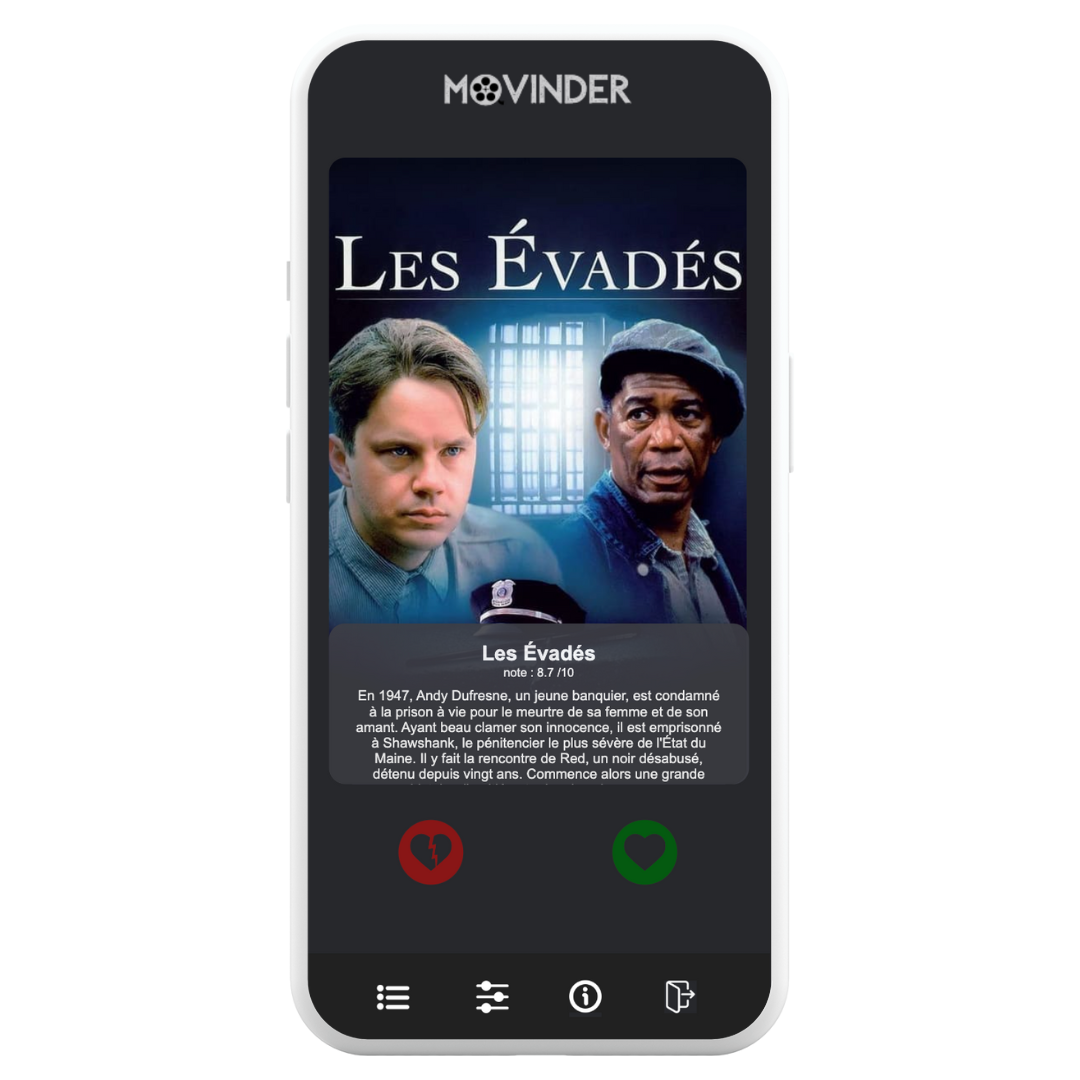 MOVINDER
LES ÉVADÉS
Les Évadés
note : 8.7 /10
En 1947, Andy Dufresne, un jeune banquier, est condamné
à la prison à vie pour le meurtre de sa femme et de son
amant. Ayant beau clamer son innocence, il est emprisonné
à Shawshank, le pénitencier le plus sévère de l'État du
Maine. Il y fait la rencontre de Red, un noir désabusé,
détenu depuis vingt ans. Commence alors une grande